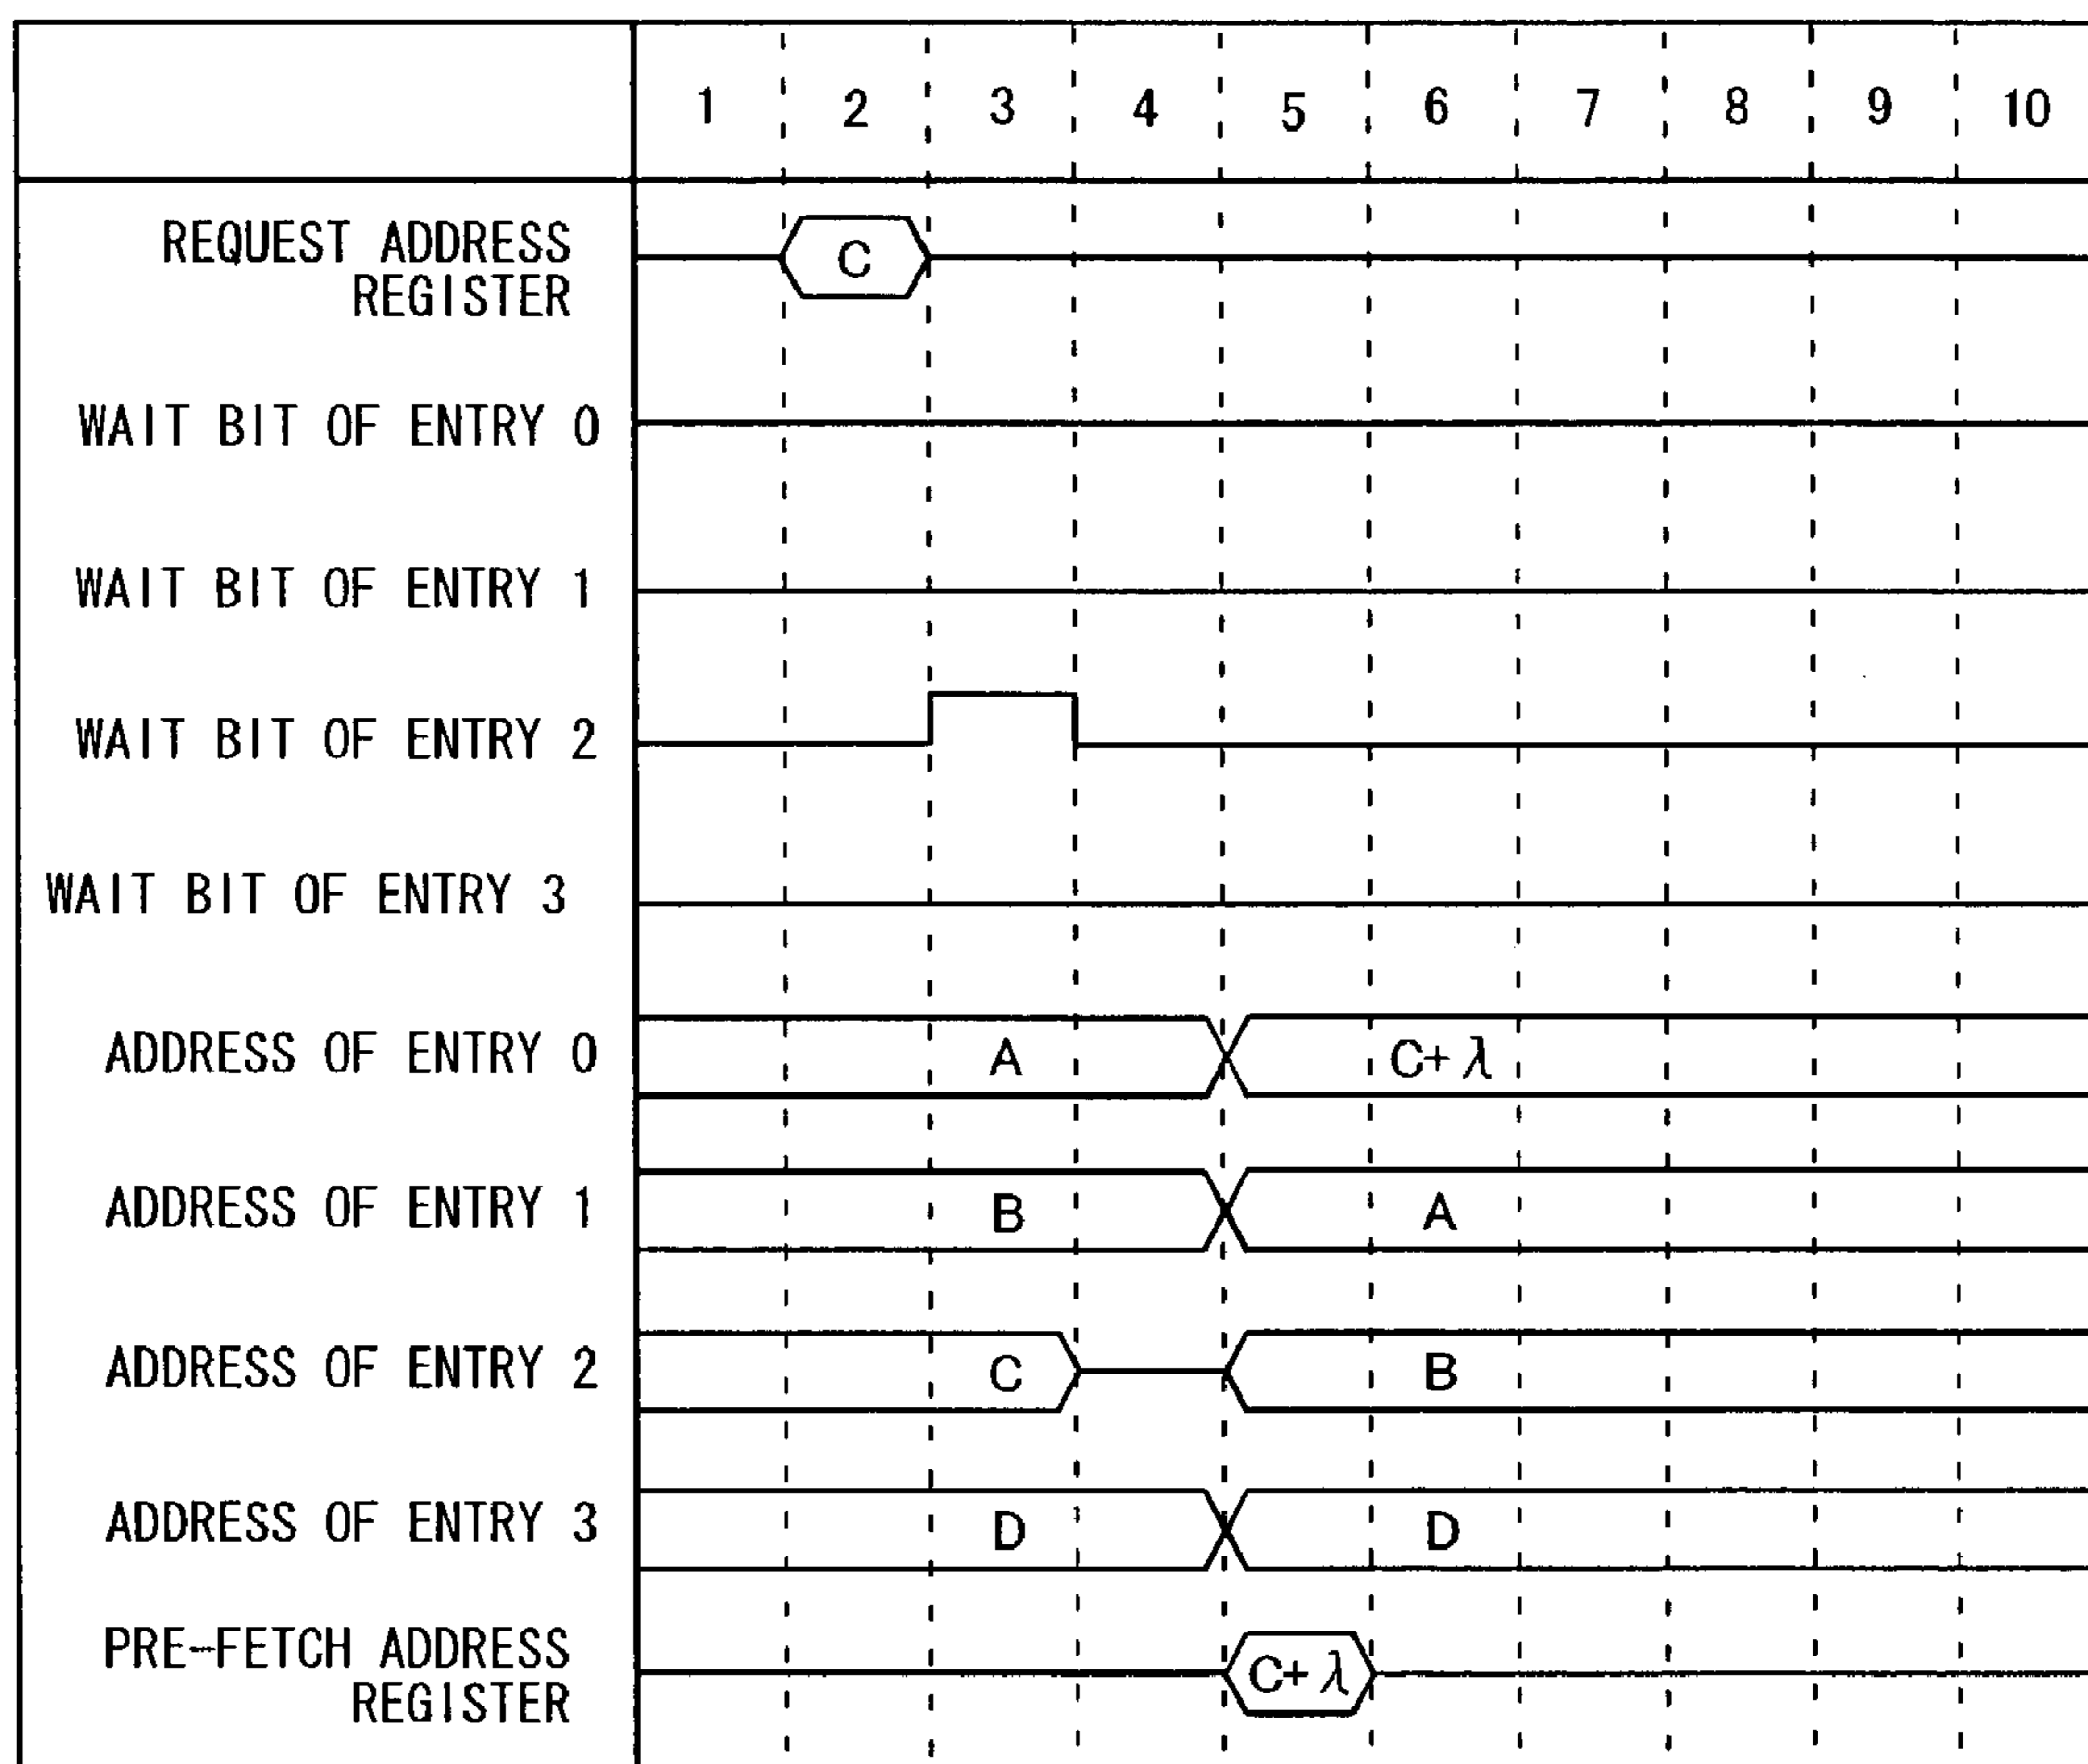 1 2 3 4 5 6 7 8 9 10
REQUEST ADDRESS
REGISTER
C
WAIT BIT OF ENTRY 0
WAIT BIT OF ENTRY 1
WAIT BIT OF ENTRY 2
WAIT BIT OF ENTRY 3
ADDRESS OF ENTRY 0 A C+λ
ADDRESS OF ENTRY 1 B A
ADDRESS OF ENTRY 2 C B
ADDRESS OF ENTRY 3 D D
PRE-FETCH ADDRESS
REGISTER
C+λ